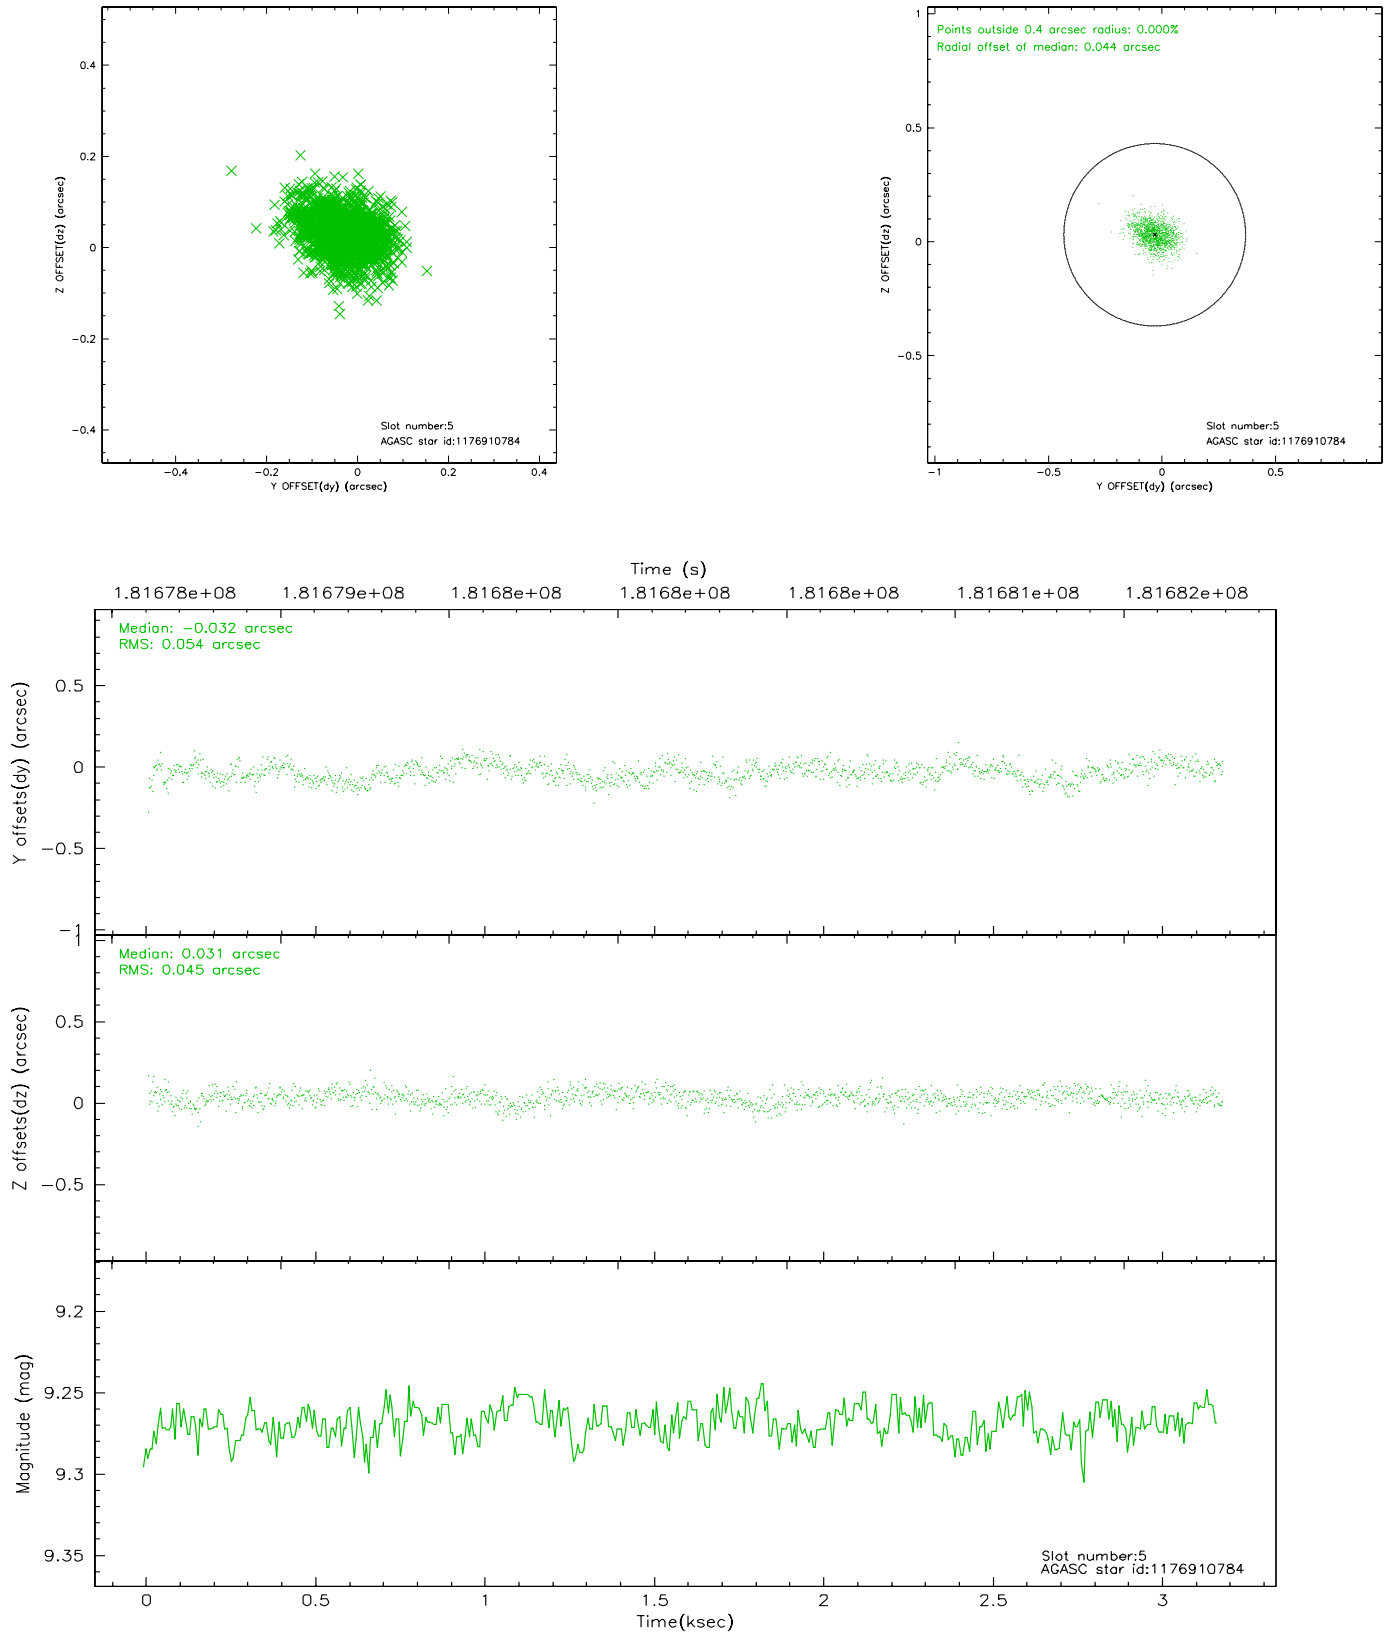 0.4
0.2
0
−0.2
−0.4
Z OFFSET(dz) (arcsec)
Slot number:5
AGASC star id:1176910784
−0.4 −0.2 0 0.2 0.4
Y OFFSET(dy) (arcsec)
Points outside 0.4 arcsec radius: 0.000%
Radial offset of median: 0.044 arcsec
1
0.5
0
−0.5
Z OFFSET(dz) (arcsec)
Slot number:5
AGASC star id:1176910784
−1 −0.5 0 0.5
Y OFFSET(dy) (arcsec)
Time (s)
1.81678e+08 1.81679e+08 1.8168e+08 1.8168e+08 1.8168e+08 1.81681e+08 1.81682e+08
Median: −0.032 arcsec
RMS: 0.054 arcsec
0.5
0
−0.5
−1
Y offsets(dy) (arcsec)
Median: 0.031 arcsec
RMS: 0.045 arcsec
1
0.5
0
−0.5
Z offsets(dz) (arcsec)
9.2
9.25
9.3
9.35
Magnitude (mag)
Slot number:5
AGASC star id:1176910784
0 0.5 1 1.5 2 2.5 3
Time(ksec)